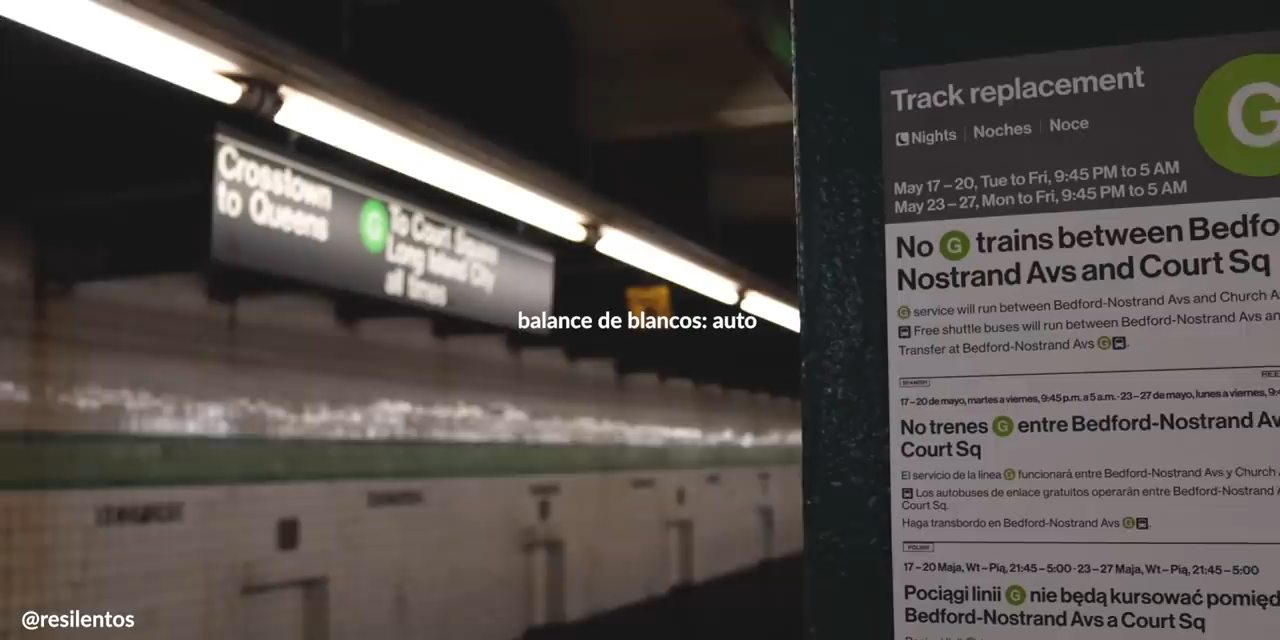 Crosstown
to Queens
G
To Court Square
Long Island City
all times
balance de blancos: auto
@resilentos
Track replacement
G
Nights | Noches | Noce
May 17 – 20, Tue to Fri, 9:45 PM to 5 AM
May 23 – 27, Mon to Fri, 9:45 PM to 5 AM
No G trains between Bedfo
Nostrand Avs and Court Sq
G service will run between Bedford-Nostrand Avs and Church A
Free shuttle buses will run between Bedford-Nostrand Avs an
Transfer at Bedford-Nostrand Avs G.
SPANISH
17–20 de mayo, martes a viernes, 9:45 p.m. a 5 a.m. · 23–27 de mayo, lunes a viernes, 9:4
No trenes G entre Bedford-Nostrand Av
Court Sq
El servicio de la línea G funcionará entre Bedford-Nostrand Avs y Church
Los autobuses de enlace gratuitos operarán entre Bedford-Nostrand
Court Sq.
Haga transbordo en Bedford-Nostrand Avs G.
POLISH
17–20 Maja, Wt–Pią, 21:45–5:00 · 23–27 Maja, Wt–Pią, 21:45–5:00
Pociągi linii G nie będą kursować pomięd
Bedford-Nostrand Avs a Court Sq